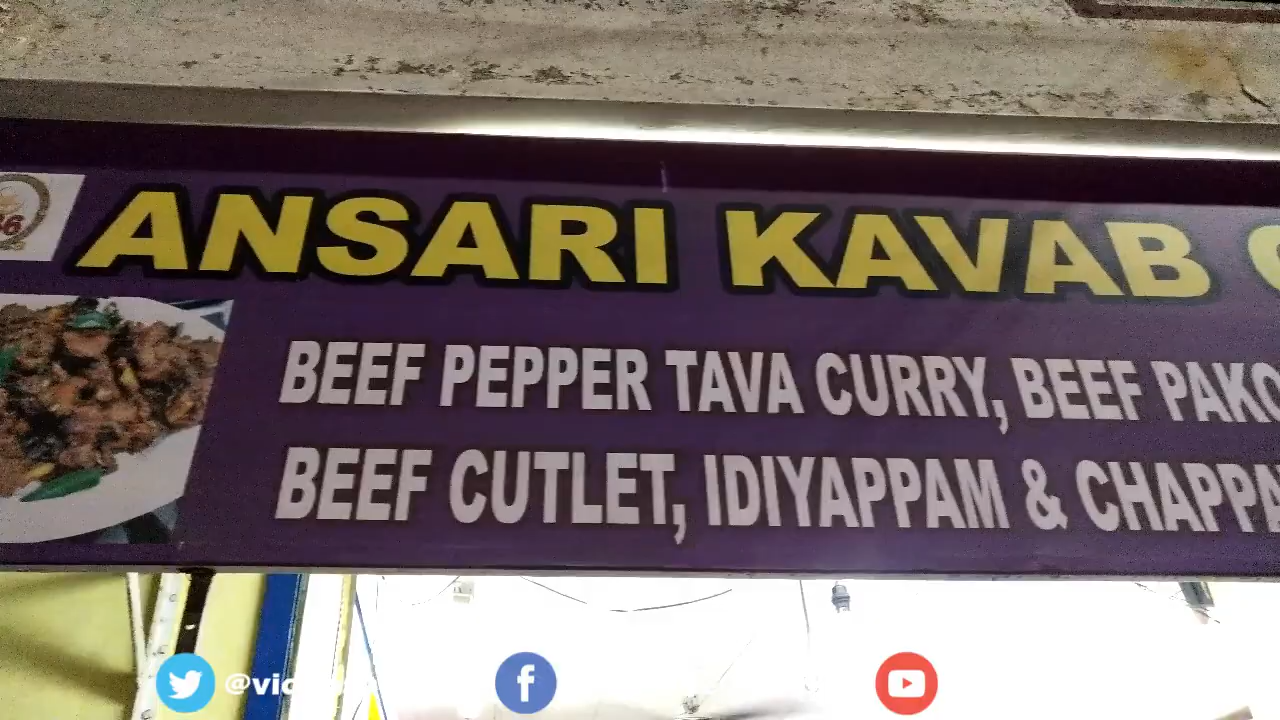 ANSARI KAVAB
BEEF PEPPER TAVA CURRY, BEEF
BEEF CUTLET, IDIYAPPAM &